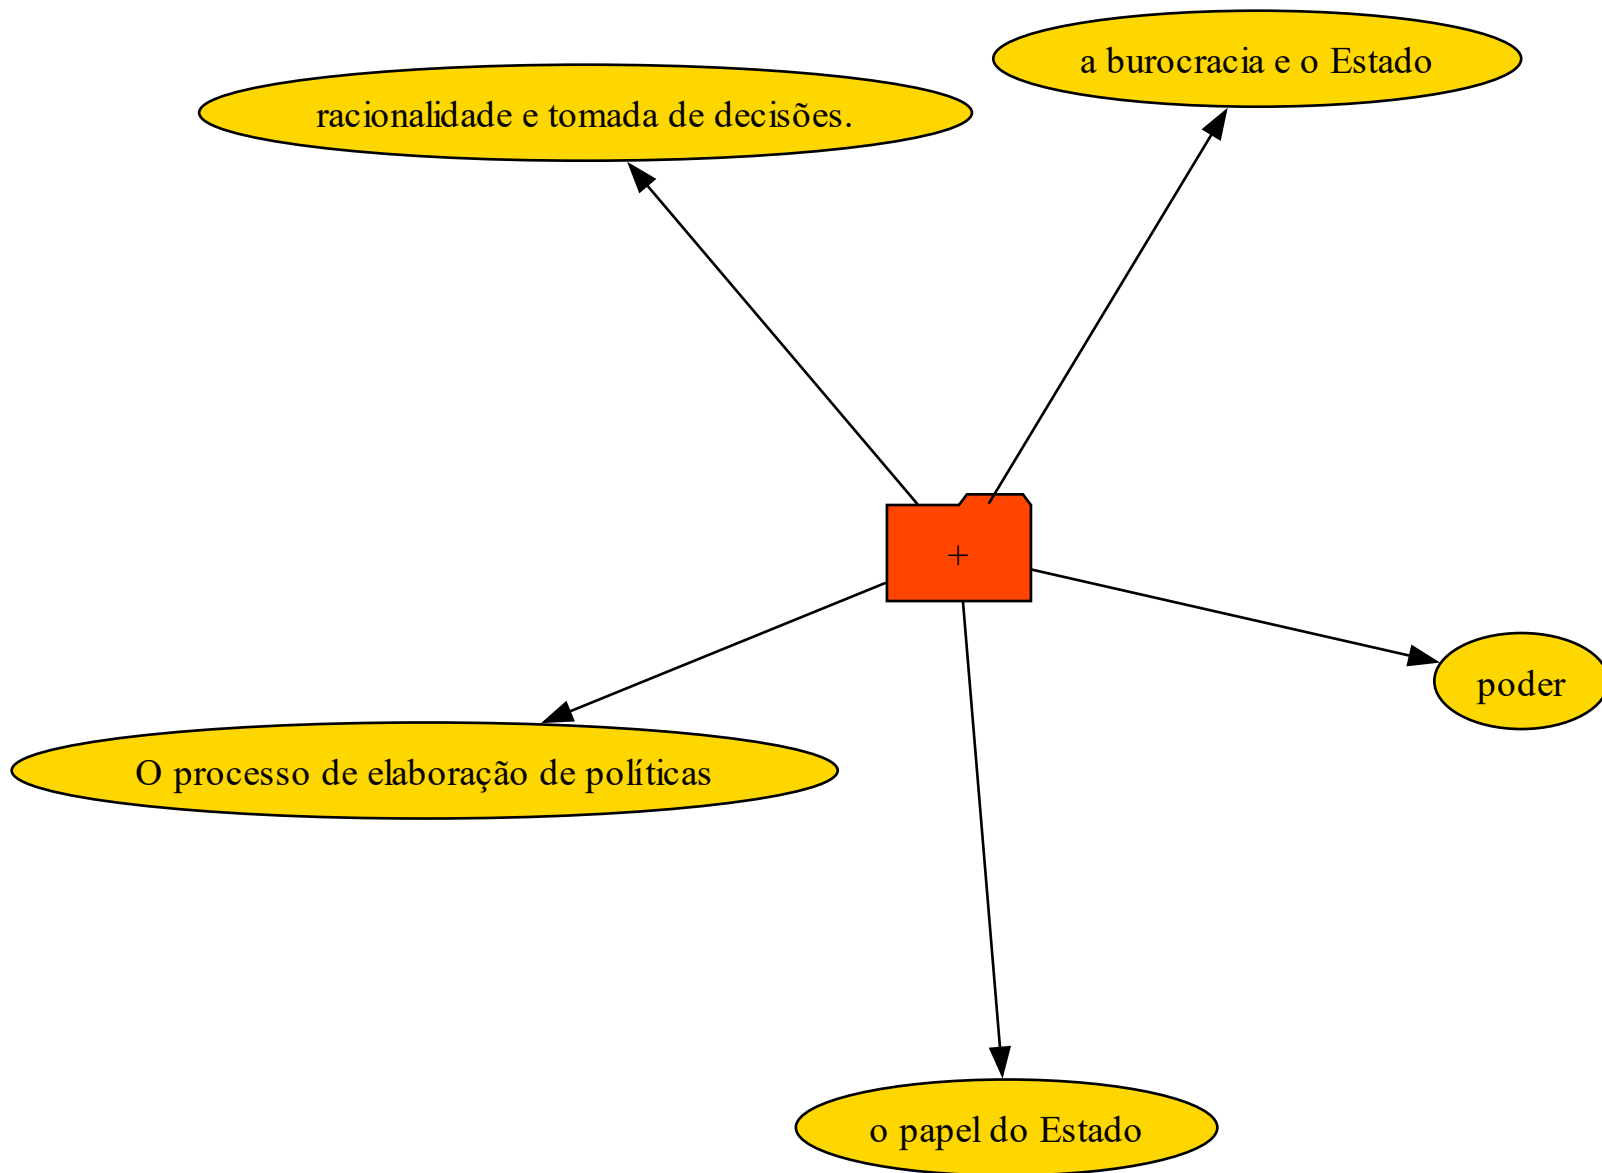 a burocracia e o Estado
racionalidade e tomada de decisões.
+
poder
O processo de elaboração de políticas
o papel do Estado